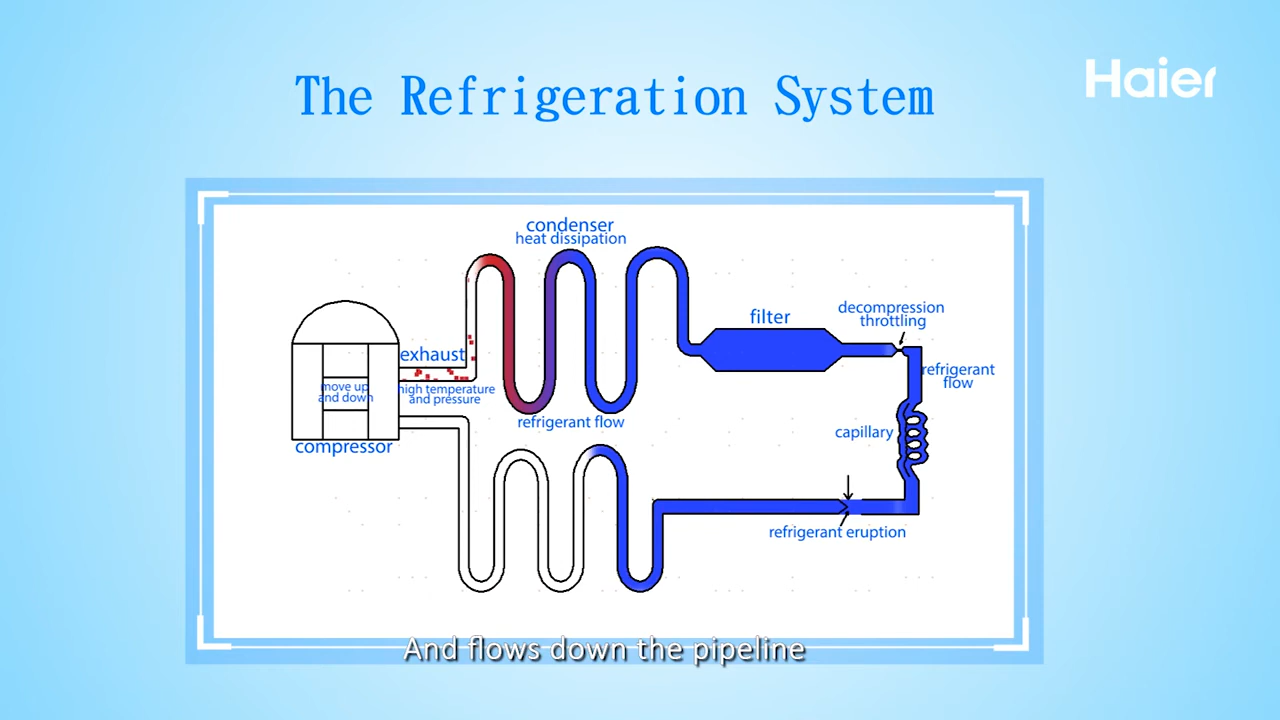 The Refrigeration System
Haier
condenser
heat dissipation
filter
decompression
throttling
exhaust
refrigerant
flow
move up
and down
high temperature
and pressure
refrigerant flow
capillary
compressor
refrigerant eruption
And flows down the pipeline